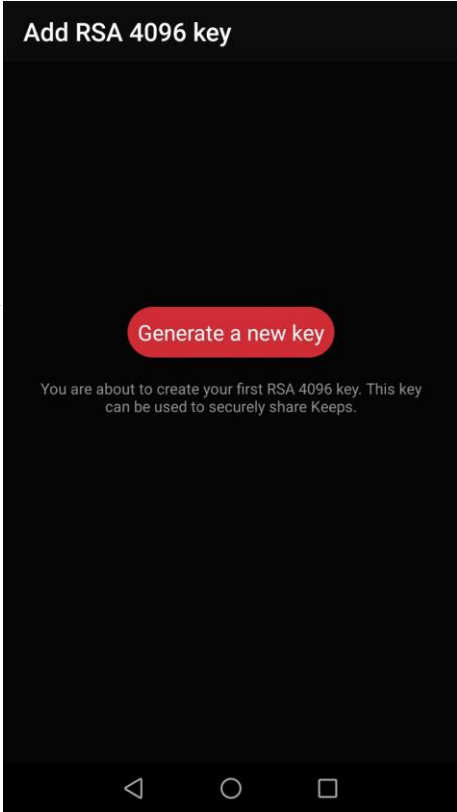 Add RSA 4096 key
Generate a new key
You are about to create your first RSA 4096 key. This key
can be used to securely share Keeps.